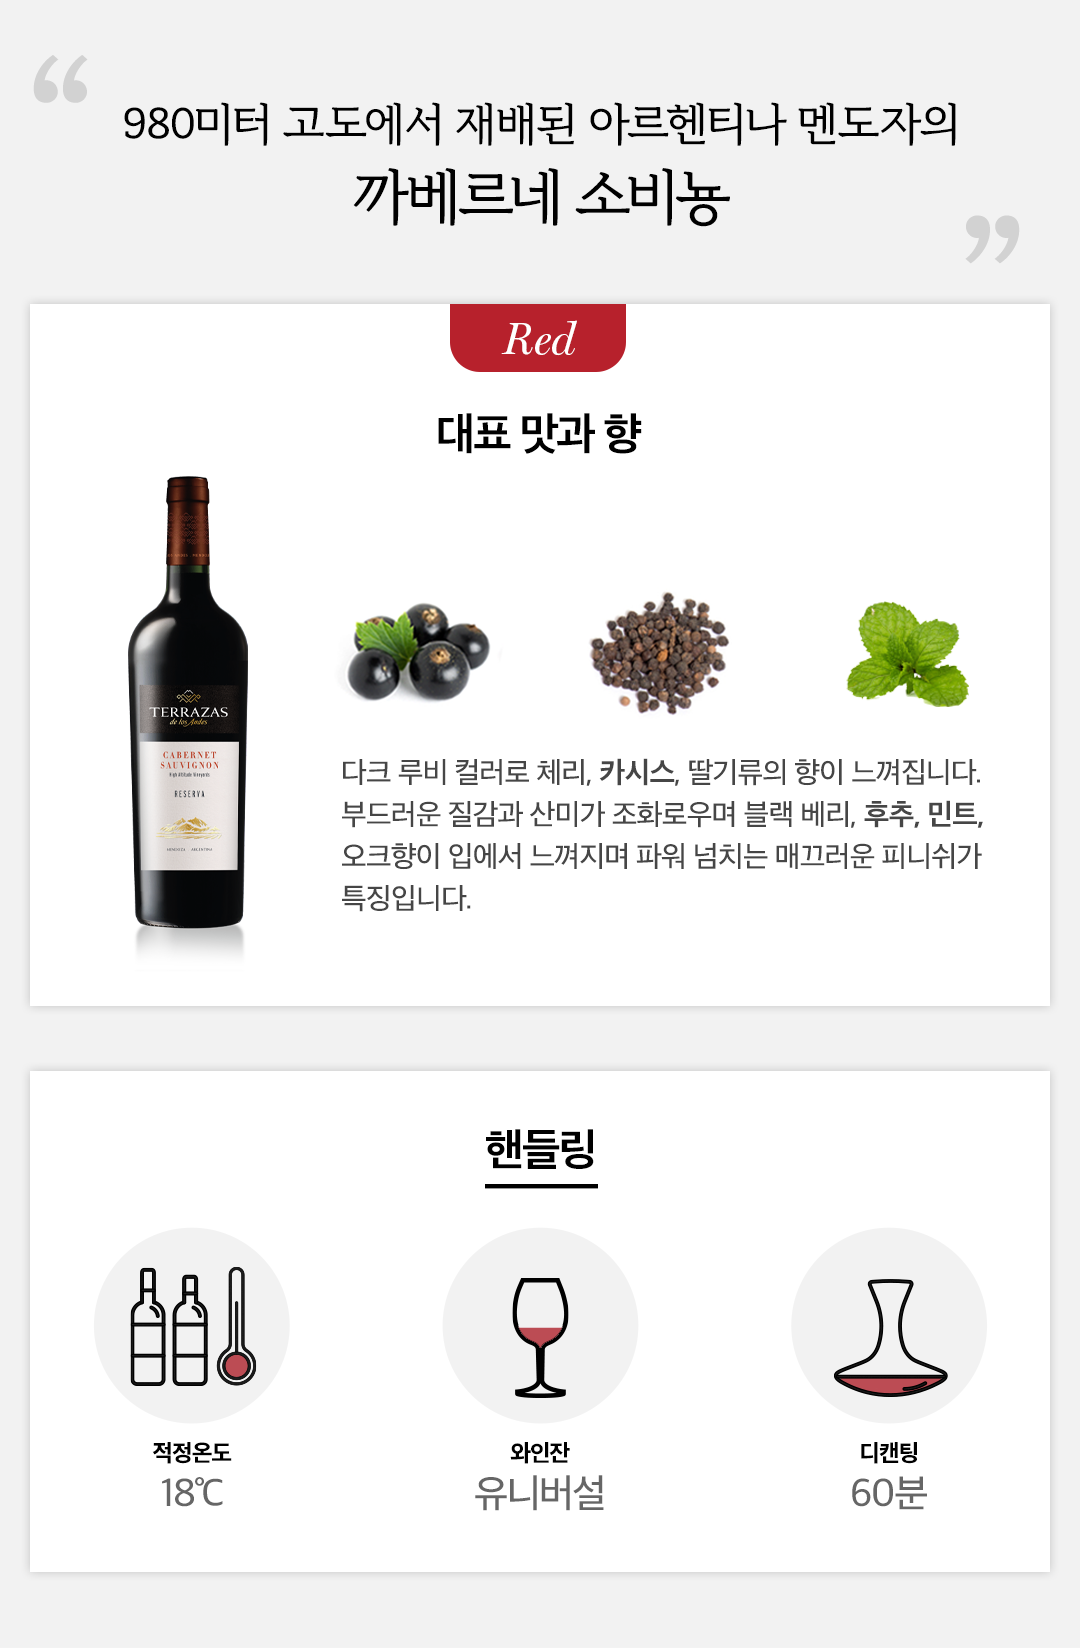 “
980미터 고도에서 재배된 아르헨티나 멘도자의
까베르네 소비뇽
”
Red
대표 맛과 향
TERRAZAS
de los Andes
CABERNET
SAUVIGNON
High Altitude Vineyards
RESERVA
MENDOZA · ARGENTINA
다크 루비 컬러로 체리, 카시스, 딸기류의 향이 느껴집니다.
부드러운 질감과 산미가 조화로우며 블랙 베리, 후추, 민트,
오크향이 입에서 느껴지며 파워 넘치는 매끄러운 피니쉬가
특징입니다.
핸들링
적정온도
18℃
와인잔
유니버설
디캔팅
60분